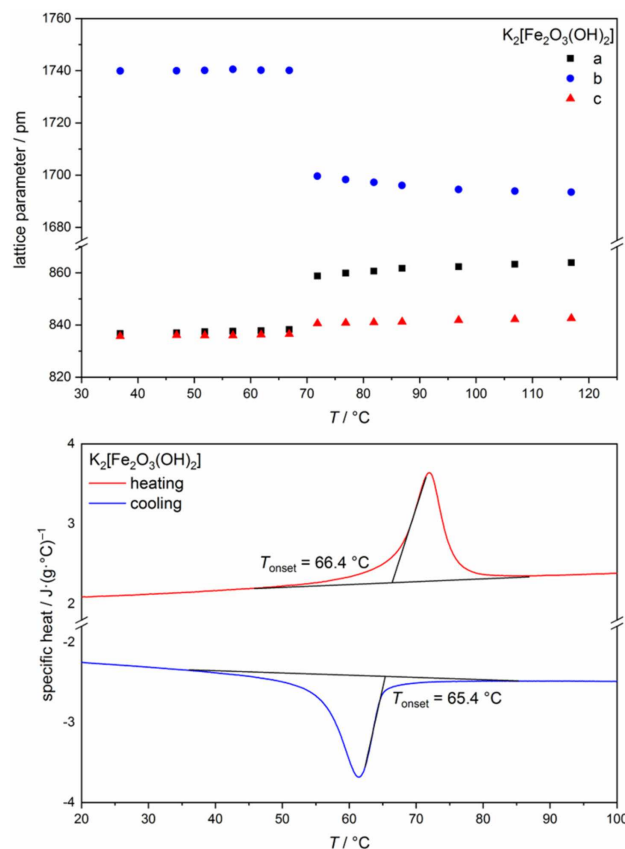 K₂[Fe₂O₃(OH)₂]
a
b
c
1760
1740
1720
1700
1680
860
840
820
lattice parameter / pm
30 40 50 60 70 80 90 100 110 120
T / °C
K₂[Fe₂O₃(OH)₂]
heating
cooling
4
3
2
-2
-3
-4
specific heat / J·(g·°C)⁻¹
Tonset = 66.4 °C
Tonset = 65.4 °C
20 30 40 50 60 70 80 90 100
T / °C